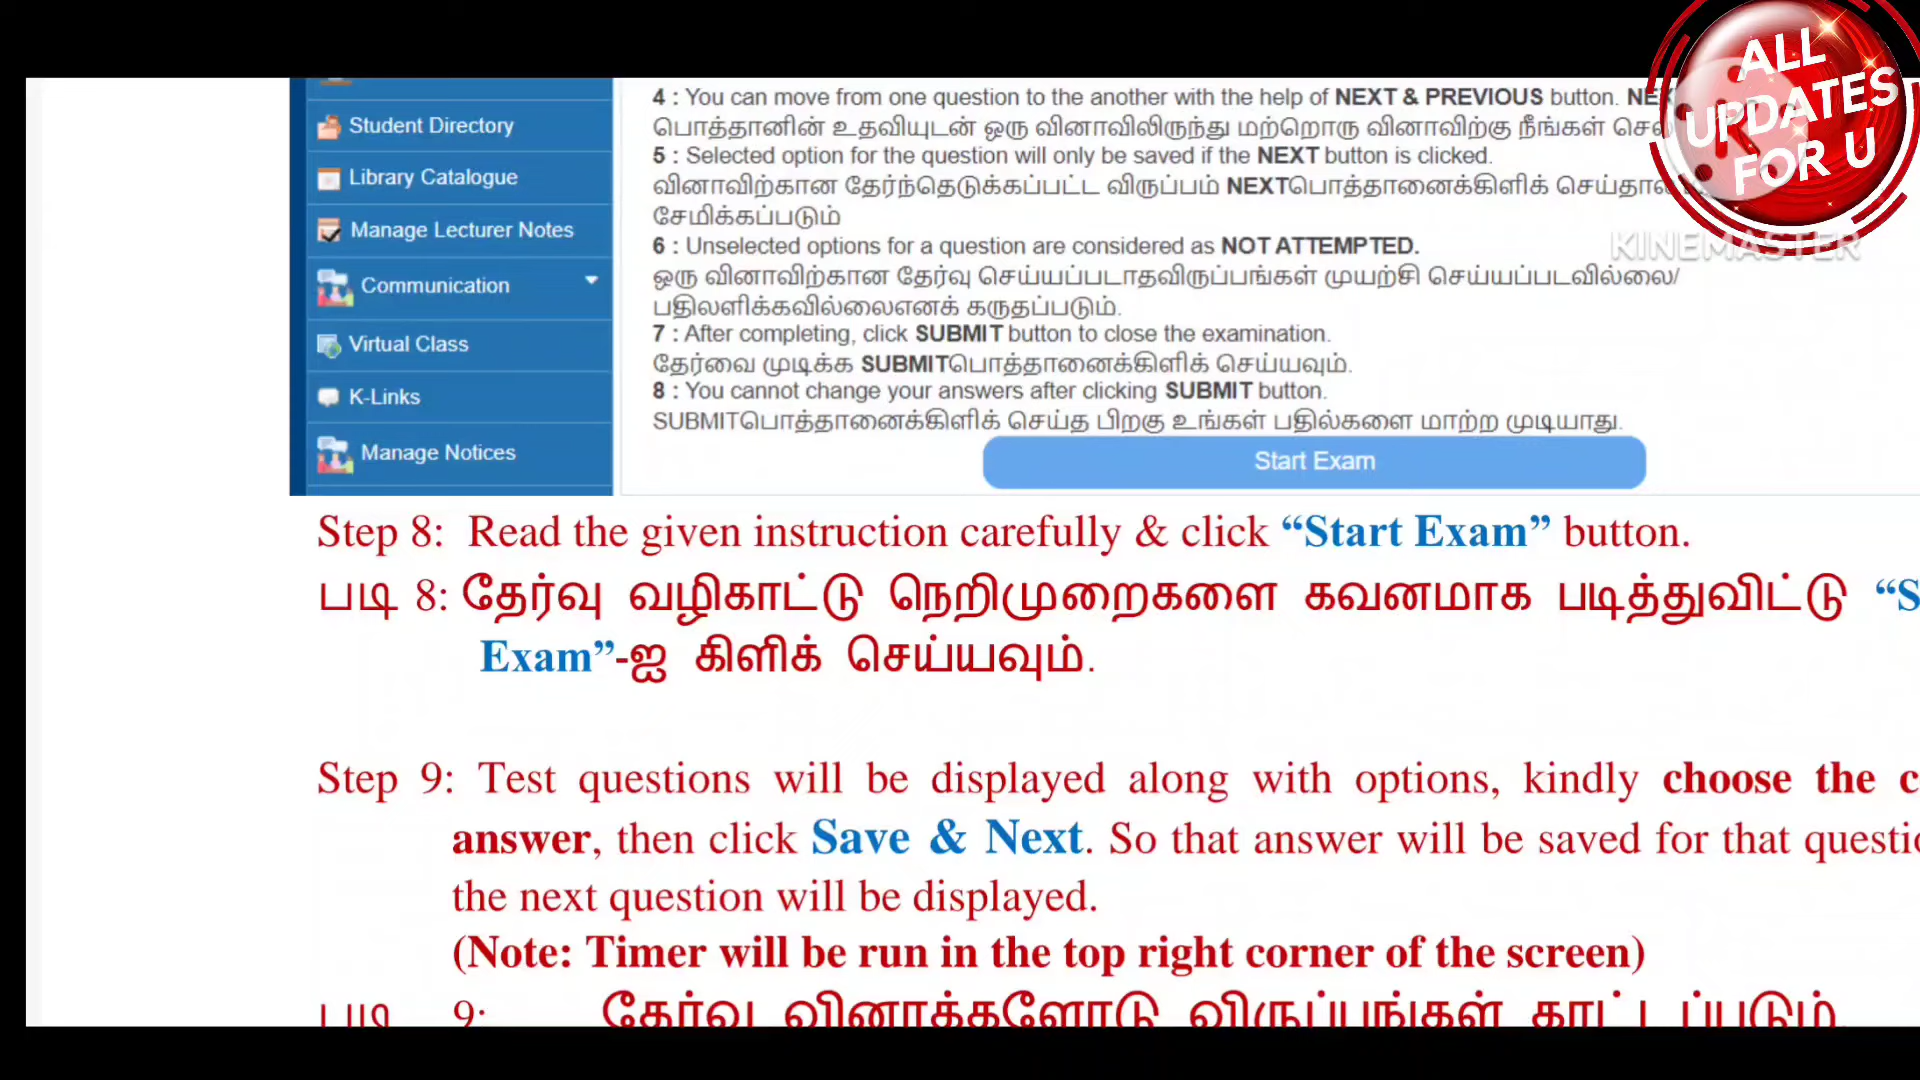 ALL
UPDATES
FOR U
KINEMASTER
Student Directory
Library Catalogue
Manage Lecturer Notes
Communication
Virtual Class
K-Links
Manage Notices
4 : You can move from one question to the another with the help of NEXT & PREVIOUS button.
பொத்தானின் உதவியுடன் ஒரு வினாவிலிருந்து மற்றொரு வினாவிற்கு நீங்கள்
5 : Selected option for the question will only be saved if the NEXT button is clicked.
வினாவிற்கான தேர்ந்தெடுக்கப்பட்ட விருப்பம் NEXTபொத்தானைக்கிளிக்
சேமிக்கப்படும்
6 : Unselected options for a question are considered as NOT ATTEMPTED.
ஒரு வினாவிற்கான தேர்வு செய்யப்படாதவிருப்பங்கள் முயற்சி செய்யப்படவில்லை/
பதிலளிக்கவில்லைஎனக் கருதப்படும்.
7 : After completing, click SUBMIT button to close the examination.
தேர்வை முடிக்க SUBMITபொத்தானைக்கிளிக் செய்யவும்.
8 : You cannot change your answers after clicking SUBMIT button.
SUBMITபொத்தானைக்கிளிக் செய்த பிறகு உங்கள் பதில்களை மாற்ற முடியாது.
Start Exam
Step 8: Read the given instruction carefully & click “Start Exam” button.
படி 8: தேர்வு வழிகாட்டு நெறிமுறைகளை கவனமாக படித்துவிட்டு
Exam”-ஐ கிளிக் செய்யவும்.
Step 9: Test questions will be displayed along with options, kindly choose the
answer, then click Save & Next. So that answer will be saved for that
the next question will be displayed.
(Note: Timer will be run in the top right corner of the screen)
படி 9: தேர்வு வினாக்களோடு விருப்பங்கள் காட்டப்படும்.